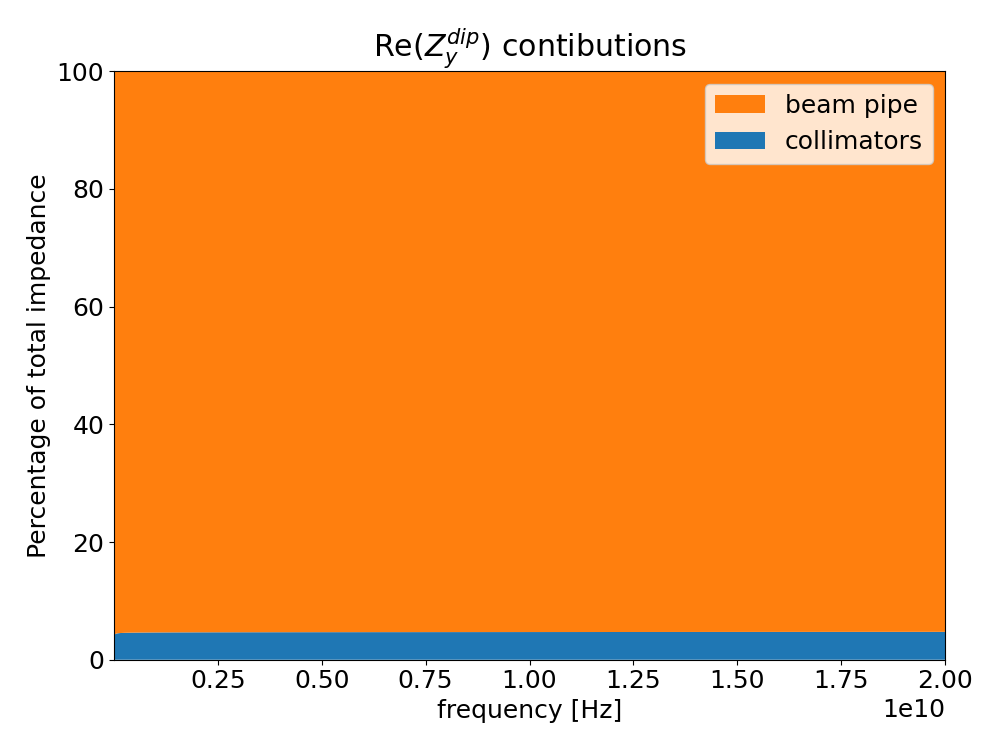 Re(Z_y^{dip}) contibutions
100
80
60
40
20
0
Percentage of total impedance
beam pipe
collimators
0.25 0.50 0.75 1.00 1.25 1.50 1.75 2.00
1e10
frequency [Hz]